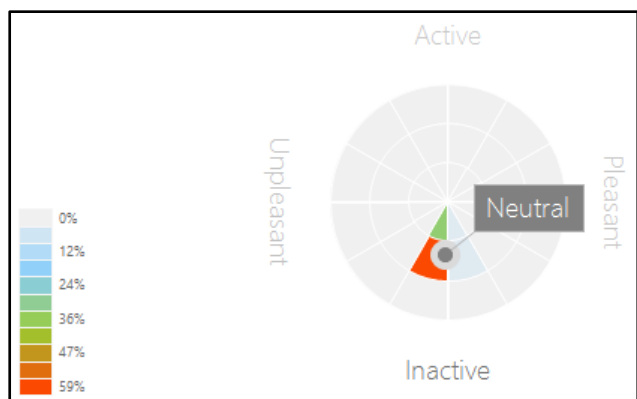 Active
Unpleasant
Pleasant
Neutral
Inactive
0%
12%
24%
36%
47%
59%